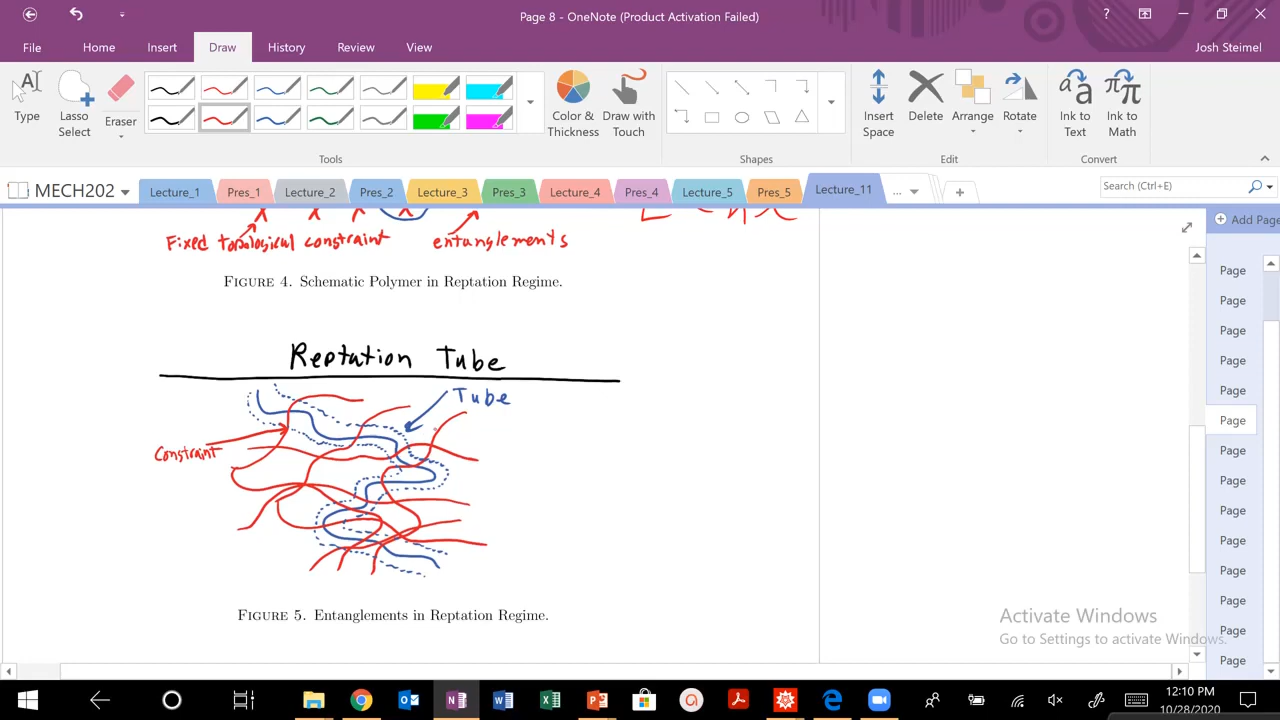 Page 8 - OneNote (Product Activation Failed)
?
File Home Insert Draw History Review View Josh Steimel
Type
Lasso Select
Eraser
Color & Thickness
Draw with Touch
Insert Space
Delete
Arrange
Rotate
Ink to Text
Ink to Math
Tools Shapes Edit Convert
MECH202 Lecture_1 Pres_1 Lecture_2 Pres_2 Lecture_3 Pres_3 Lecture_4 Pres_4 Lecture_5 Pres_5 Lecture_11 ... Search (Ctrl+E)
Add Page
Fixed topological constraint entanglements
FIGURE 4. Schematic Polymer in Reptation Regime.
Reptation Tube
Tube
Constraint
FIGURE 5. Entanglements in Reptation Regime.
Page
Page
Page
Page
Page
Page
Page
Page
Page
Page
Page
Page
Page
Page
Activate Windows
Go to Settings to activate Windows.
12:10 PM
10/28/2020